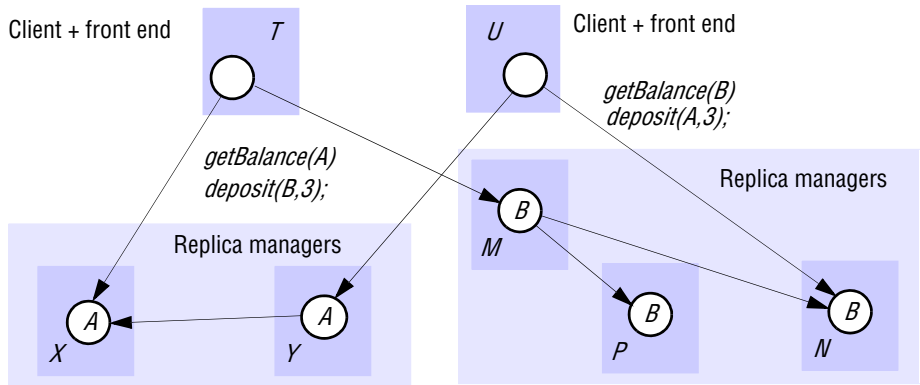 Client + front end
T
U
Client + front end
getBalance(B)
deposit(A,3);
getBalance(A)
deposit(B,3);
Replica managers
B
M
Replica managers
A
X
A
Y
B
P
B
N